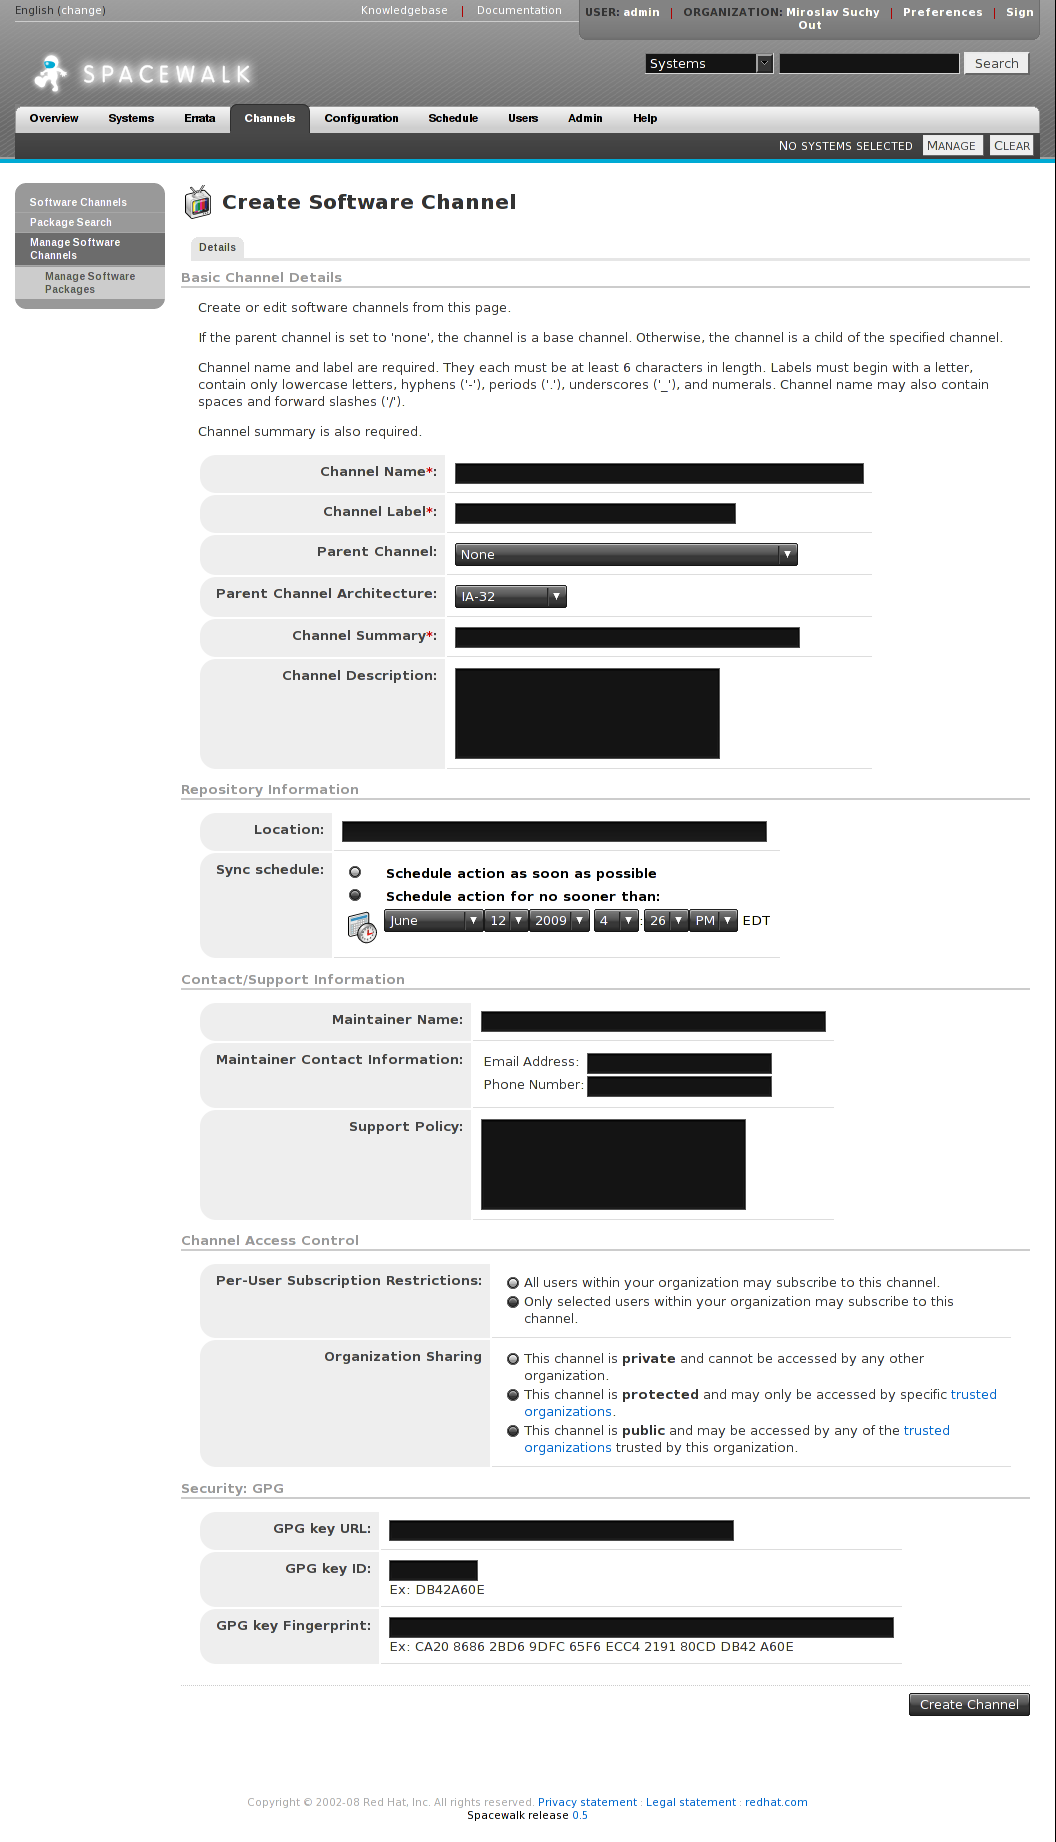 English (change)
Knowledgebase | Documentation
USER: admin | ORGANIZATION: Miroslav Suchy | Preferences | Sign
Out
SPACEWALK
Systems
Search
Overview Systems Errata Channels Configuration Schedule Users Admin Help
NO SYSTEMS SELECTED MANAGE CLEAR
Software Channels
Package Search
Manage Software
Channels
Manage Software
Packages
Create Software Channel
Details
Basic Channel Details
Create or edit software channels from this page.
If the parent channel is set to 'none', the channel is a base channel. Otherwise, the channel is a child of the specified channel.
Channel name and label are required. They each must be at least 6 characters in length. Labels must begin with a letter,
contain only lowercase letters, hyphens ('-'), periods ('.'), underscores ('_'), and numerals. Channel name may also contain
spaces and forward slashes ('/').
Channel summary is also required.
Channel Name*:
Channel Label*:
Parent Channel: None
Parent Channel Architecture: IA-32
Channel Summary*:
Channel Description:
Repository Information
Location:
Sync schedule:
Schedule action as soon as possible
Schedule action for no sooner than:
June 12 2009 4 : 26 PM EDT
Contact/Support Information
Maintainer Name:
Maintainer Contact Information:
Email Address:
Phone Number:
Support Policy:
Channel Access Control
Per-User Subscription Restrictions:
All users within your organization may subscribe to this channel.
Only selected users within your organization may subscribe to this
channel.
Organization Sharing
This channel is private and cannot be accessed by any other
organization.
This channel is protected and may only be accessed by specific trusted
organizations.
This channel is public and may be accessed by any of the trusted
organizations trusted by this organization.
Security: GPG
GPG key URL:
GPG key ID:
Ex: DB42A60E
GPG key Fingerprint:
Ex: CA20 8686 2BD6 9DFC 65F6 ECC4 2191 80CD DB42 A60E
Create Channel
Copyright © 2002-08 Red Hat, Inc. All rights reserved. Privacy statement : Legal statement : redhat.com
Spacewalk release 0.5